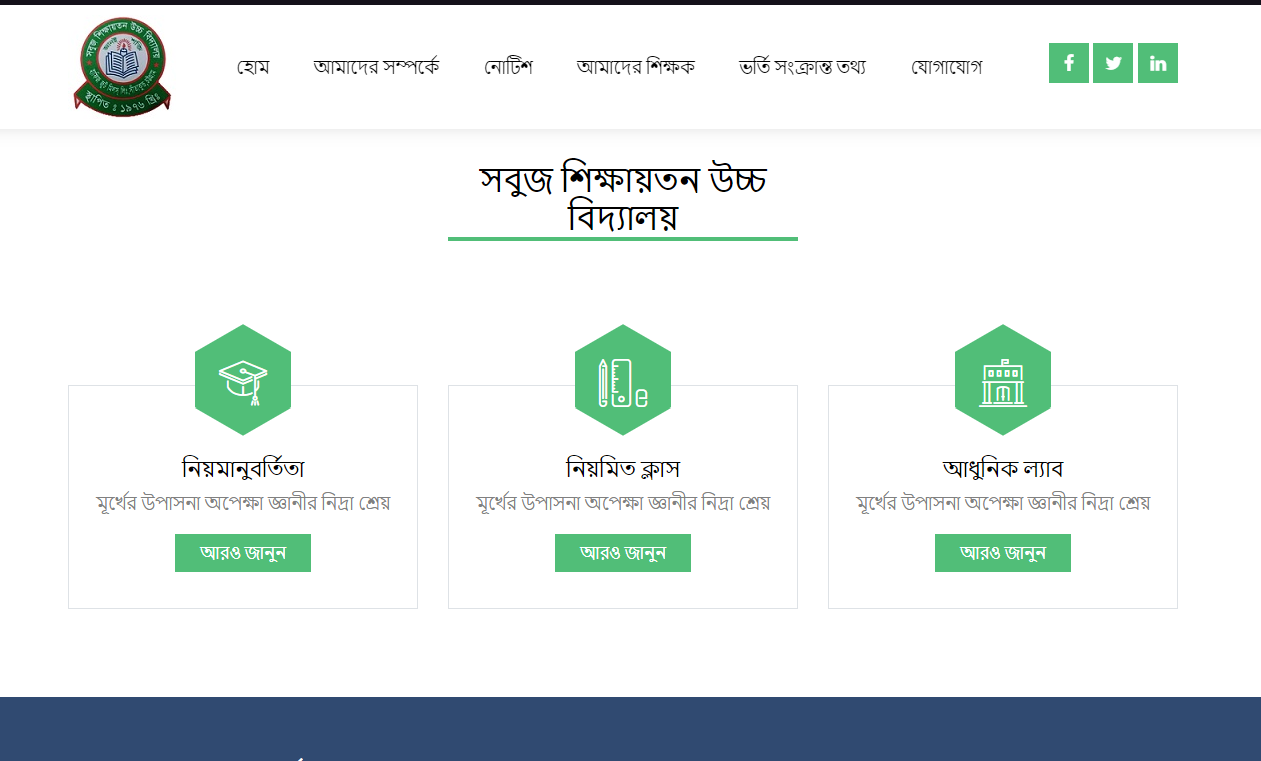 সবুজ শিক্ষায়তন উচ্চ বিদ্যালয়
স্থাপিত : ১৯৭৬ খ্রিঃ
হোম
আমাদের সম্পর্কে
নোটিশ
আমাদের শিক্ষক
ভর্তি সংক্রান্ত তথ্য
যোগাযোগ
সবুজ শিক্ষায়তন উচ্চ
বিদ্যালয়
নিয়মানুবর্তিতা
মূর্খের উপাসনা অপেক্ষা জ্ঞানীর নিদ্রা শ্রেয়
আরও জানুন
নিয়মিত ক্লাস
মূর্খের উপাসনা অপেক্ষা জ্ঞানীর নিদ্রা শ্রেয়
আরও জানুন
আধুনিক ল্যাব
মূর্খের উপাসনা অপেক্ষা জ্ঞানীর নিদ্রা শ্রেয়
আরও জানুন